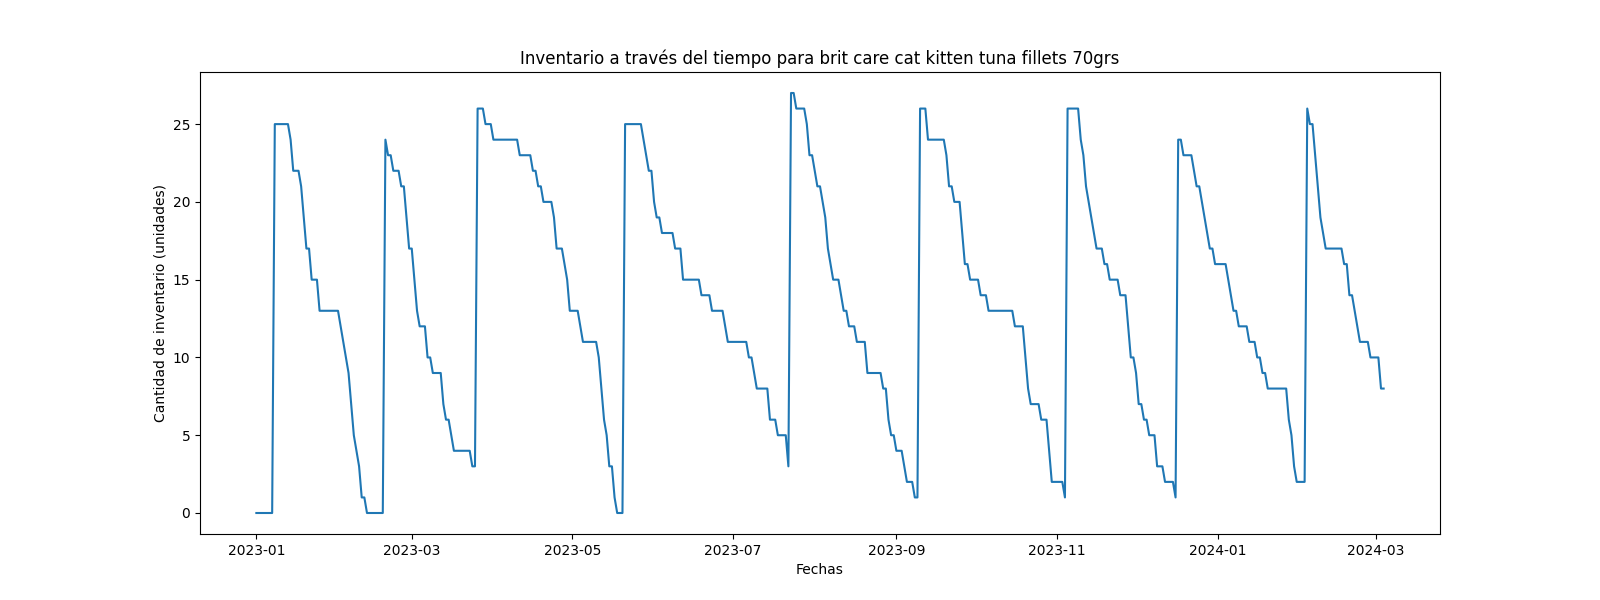 Inventario a través del tiempo para brit care cat kitten tuna fillets 70grs
Cantidad de inventario (unidades)
25
20
15
10
5
0
2023-01 2023-03 2023-05 2023-07 2023-09 2023-11 2024-01 2024-03
Fechas